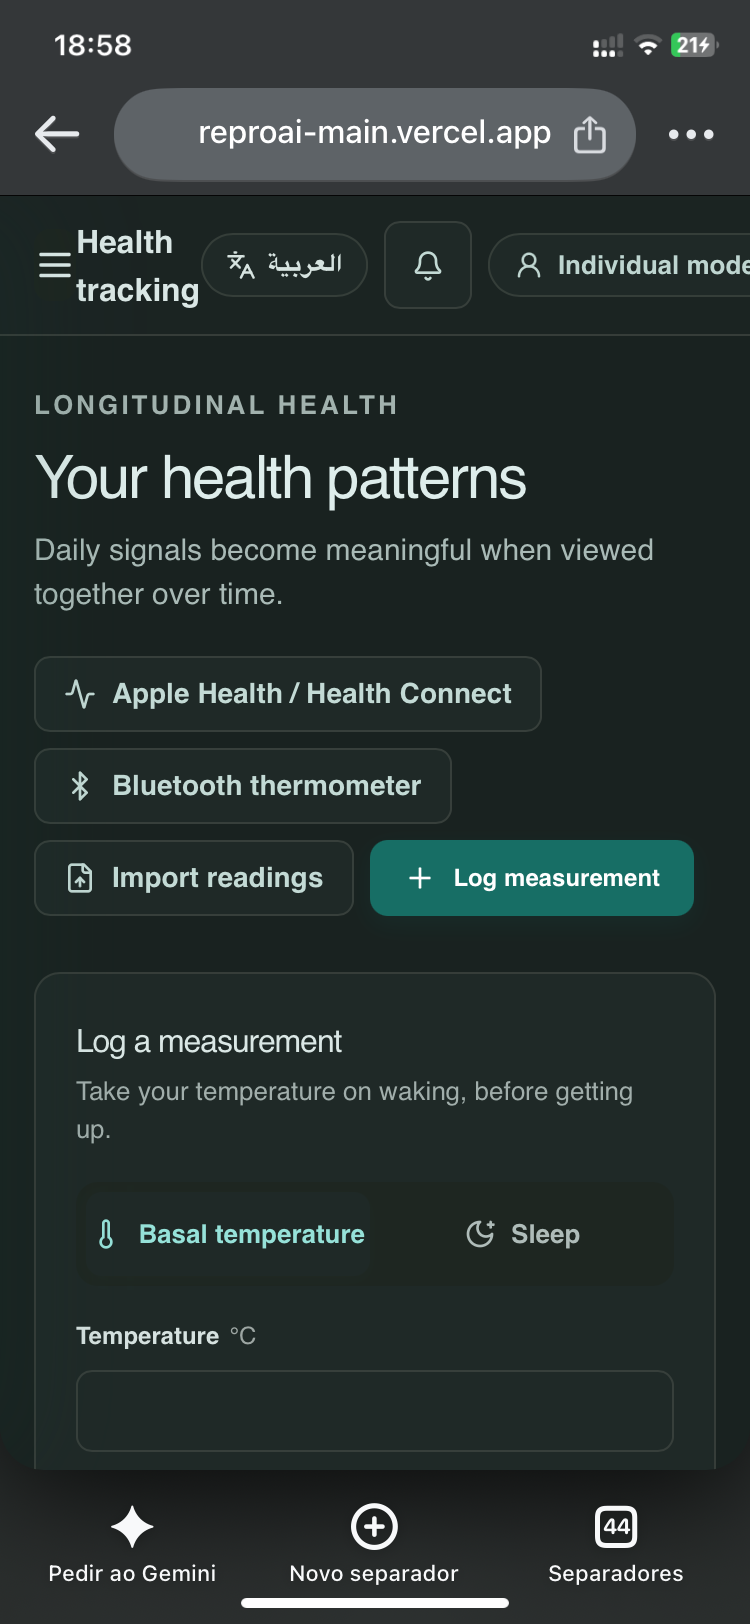 18:58
21
reproai-main.vercel.app
Health
tracking
العربية
Individual mode
LONGITUDINAL HEALTH
Your health patterns
Daily signals become meaningful when viewed
together over time.
Apple Health / Health Connect
Bluetooth thermometer
Import readings
Log measurement
Log a measurement
Take your temperature on waking, before getting
up.
Basal temperature
Sleep
Temperature °C
44
Pedir ao Gemini
Novo separador
Separadores